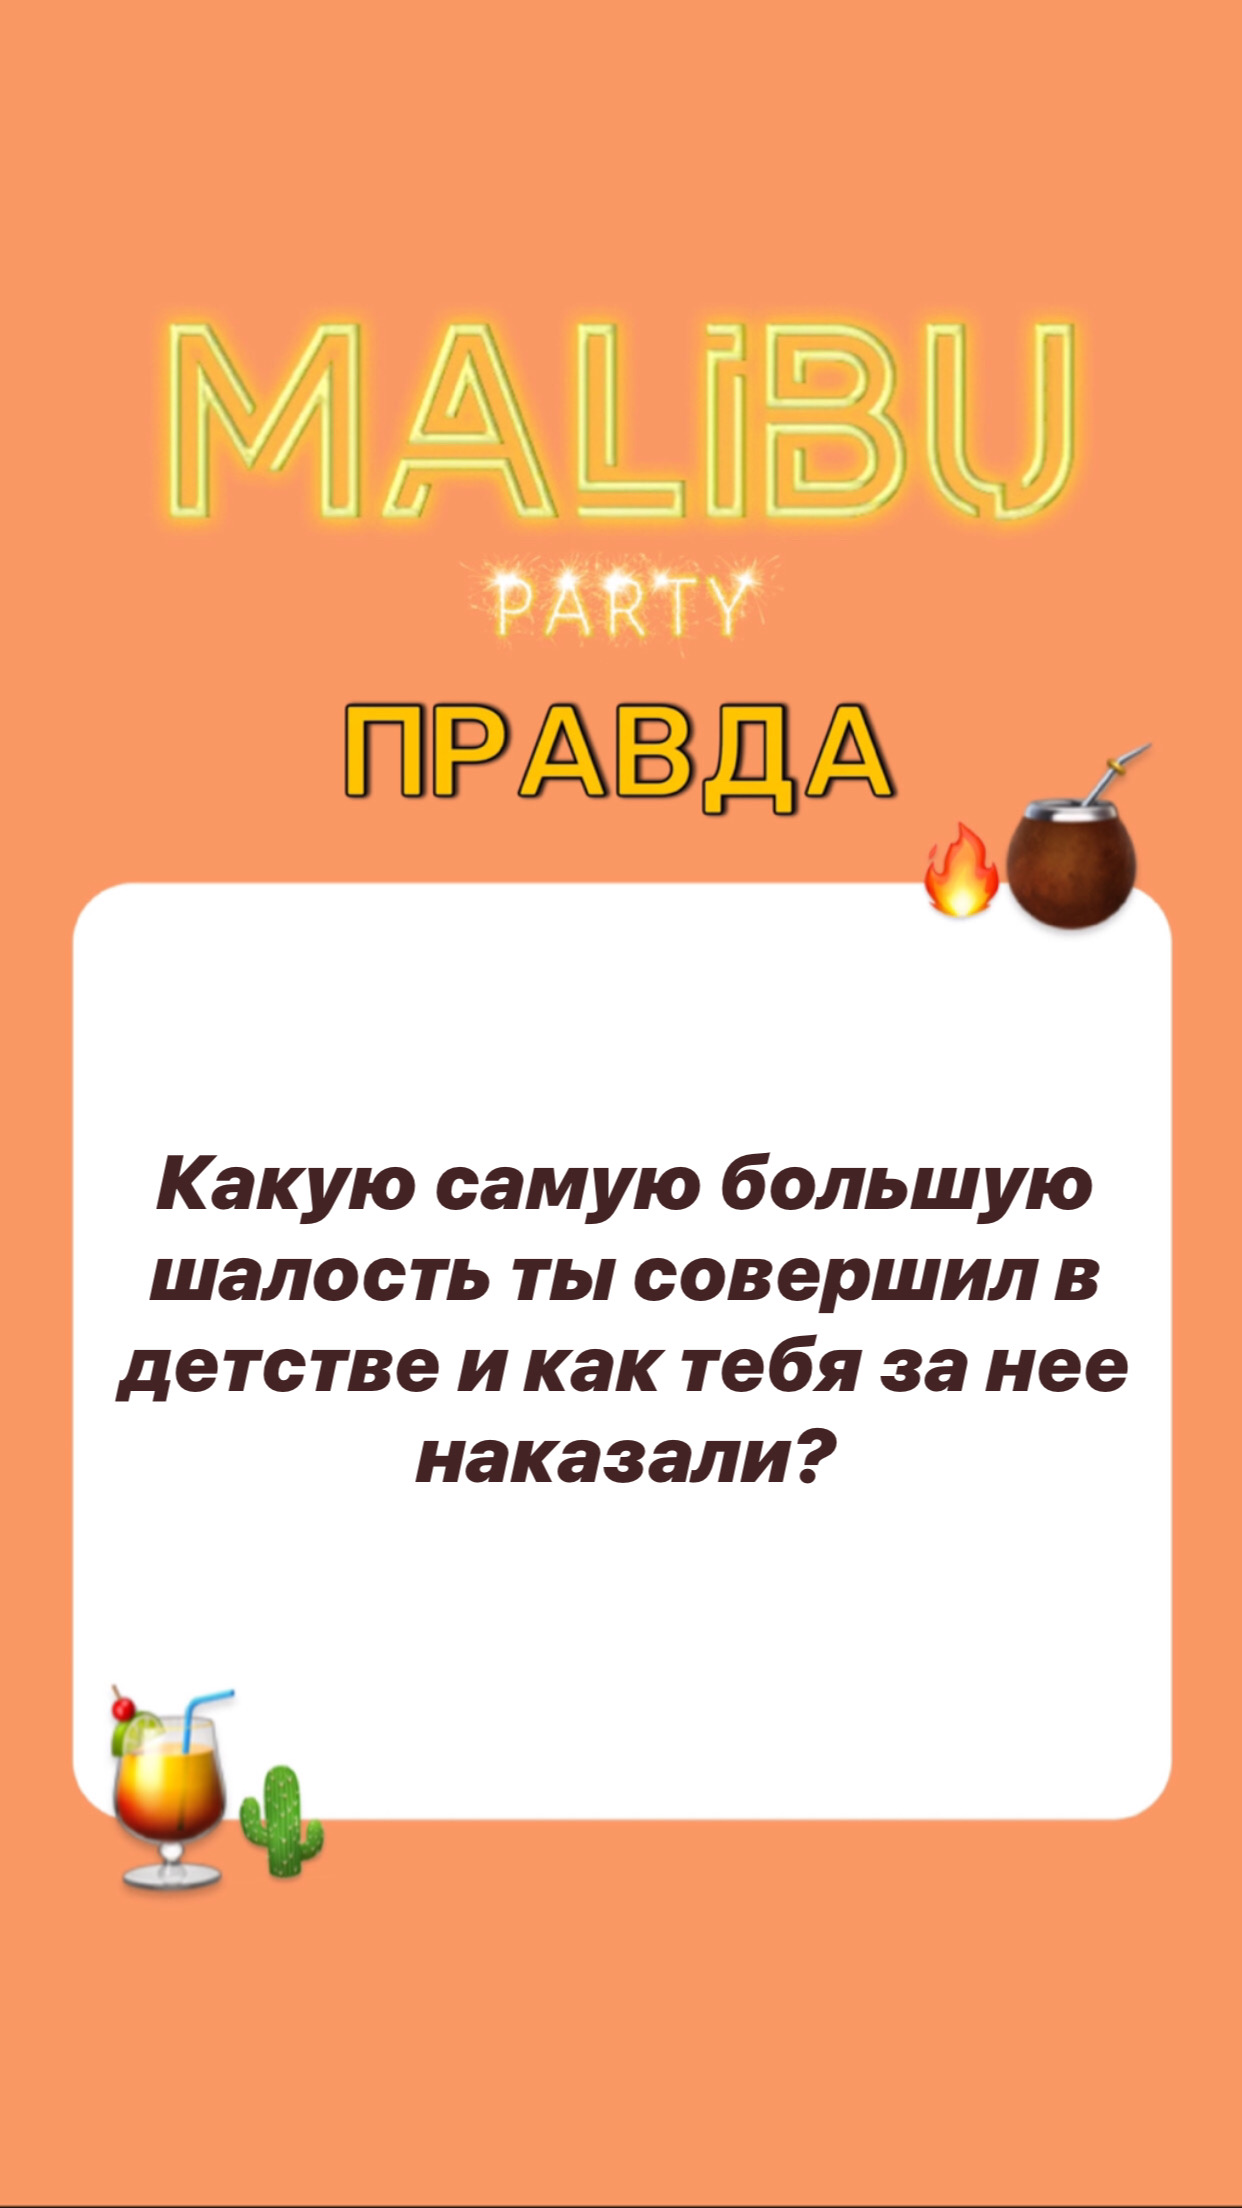 MALiBU
PARTY
ПРАВДА
Какую самую большую
шалость ты совершил в
детстве и как тебя за нее
наказали?